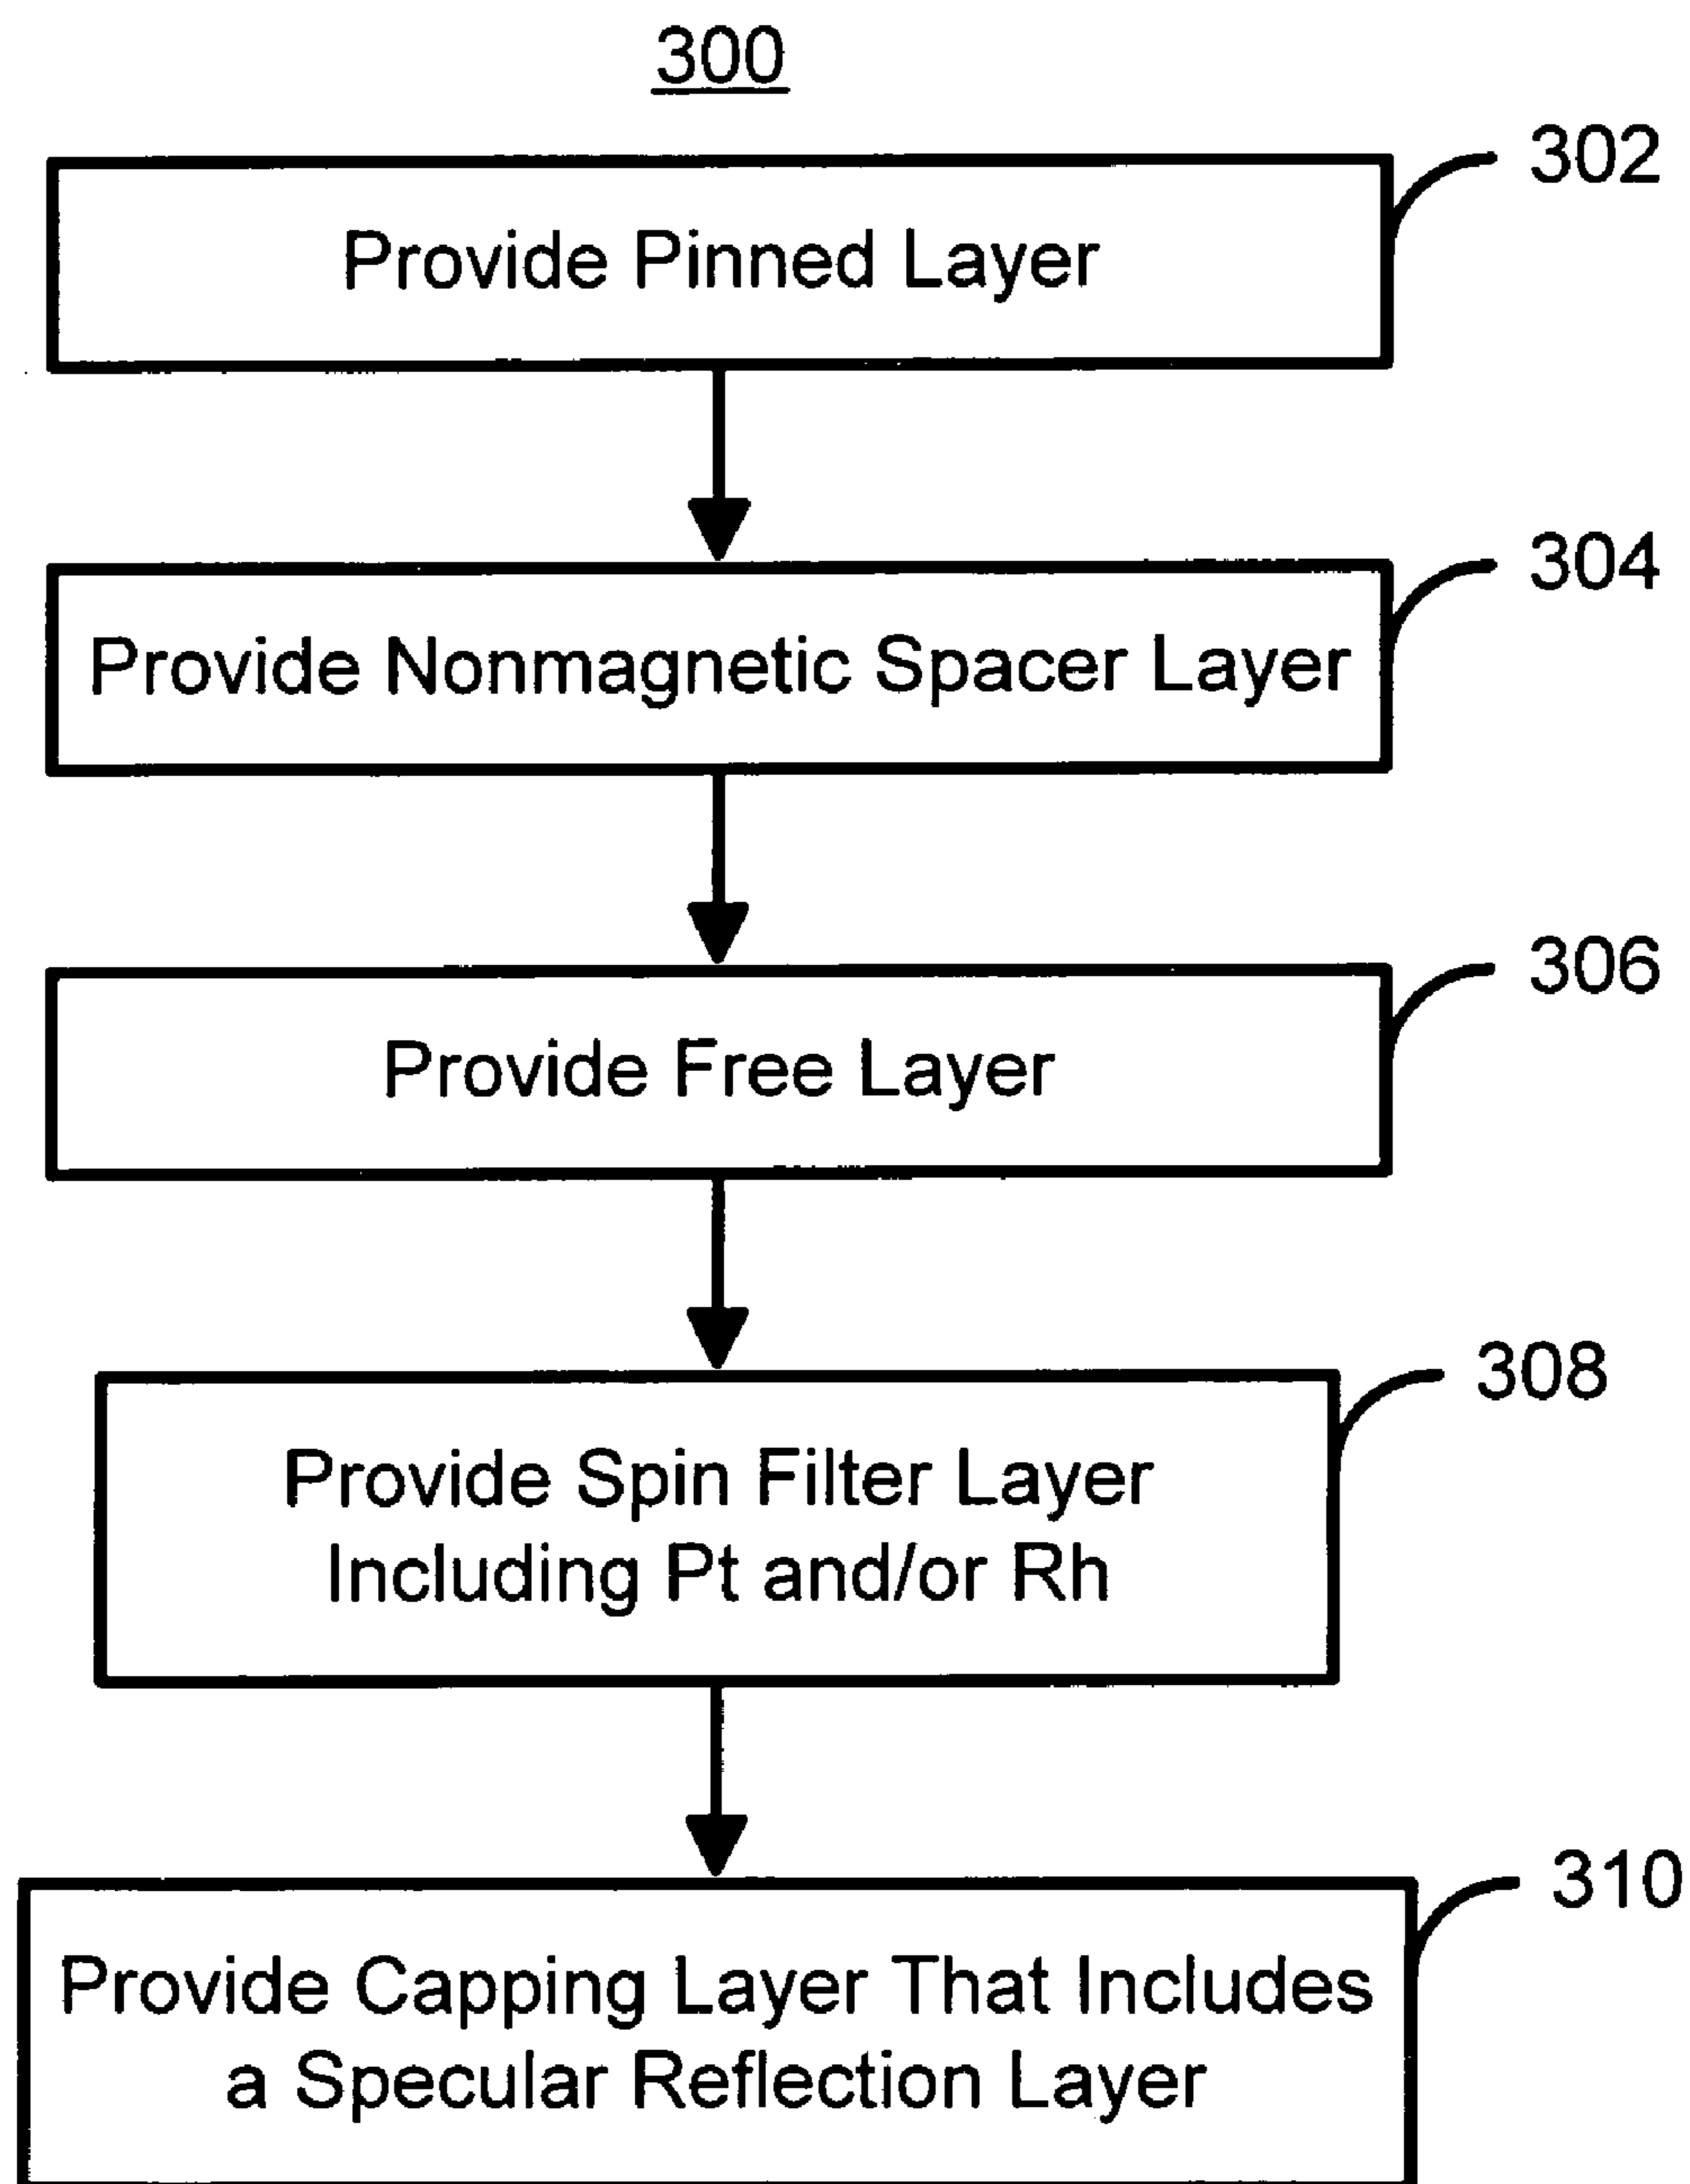 300
302
Provide Pinned Layer
304
Provide Nonmagnetic Spacer Layer
306
Provide Free Layer
308
Provide Spin Filter Layer
Including Pt and/or Rh
310
Provide Capping Layer That Includes
a Specular Reflection Layer